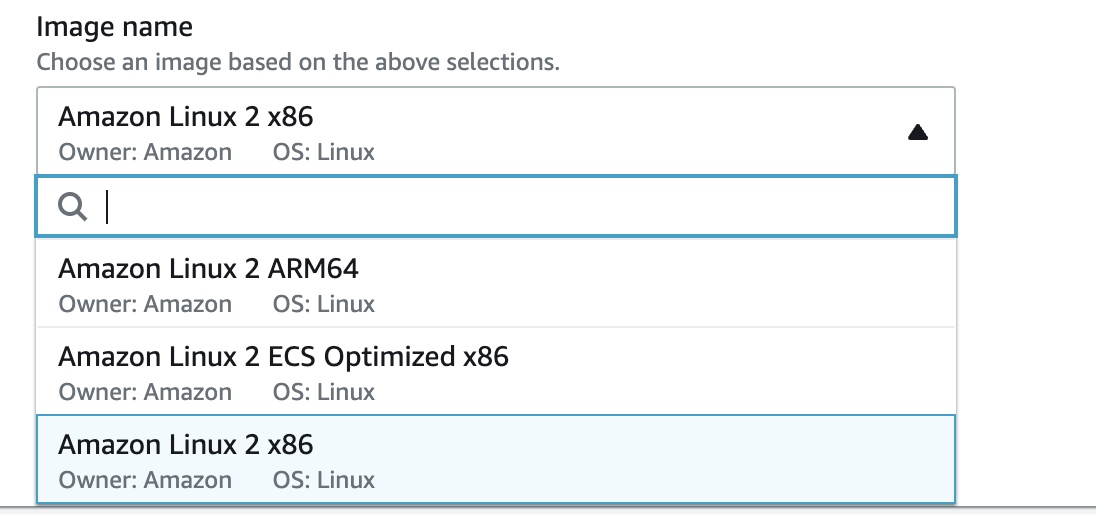 Image name
Choose an image based on the above selections.
Amazon Linux 2 x86
Owner: Amazon OS: Linux
Amazon Linux 2 ARM64
Owner: Amazon OS: Linux
Amazon Linux 2 ECS Optimized x86
Owner: Amazon OS: Linux
Amazon Linux 2 x86
Owner: Amazon OS: Linux